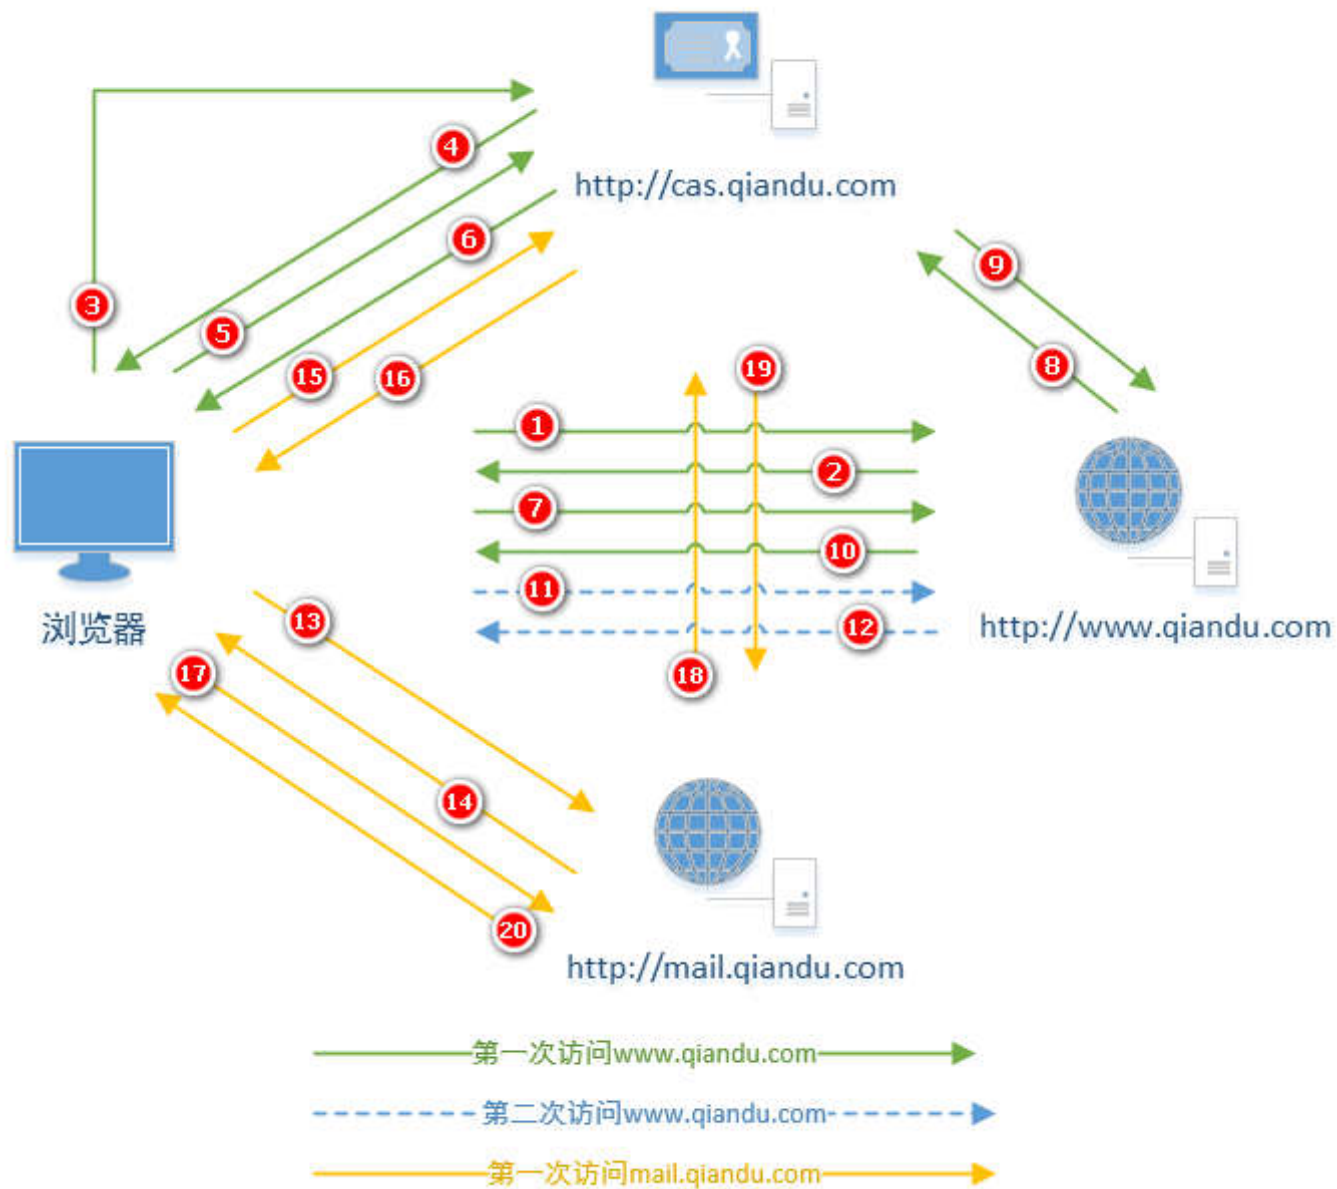 http://cas.qiandu.com
4
6
3
5
9
15
16
8
19
1
2
7
10
11
12
浏览器
http://www.qiandu.com
13
17
18
14
20
http://mail.qiandu.com
第一次访问www.qiandu.com
第二次访问www.qiandu.com
第一次访问mail.qiandu.com